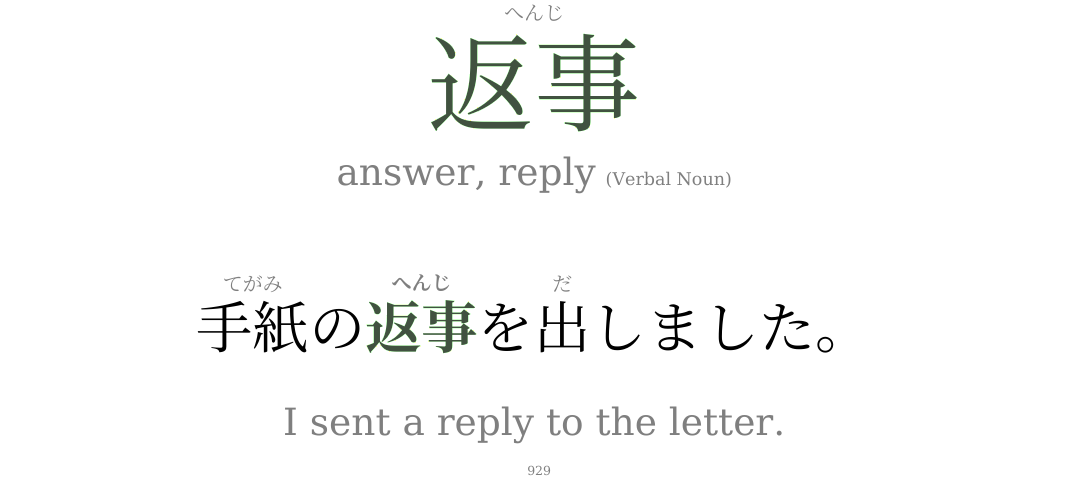 へんじ
返事
answer, reply (Verbal Noun)
てがみ へんじ だ
手紙の返事を出しました。
I sent a reply to the letter.
929